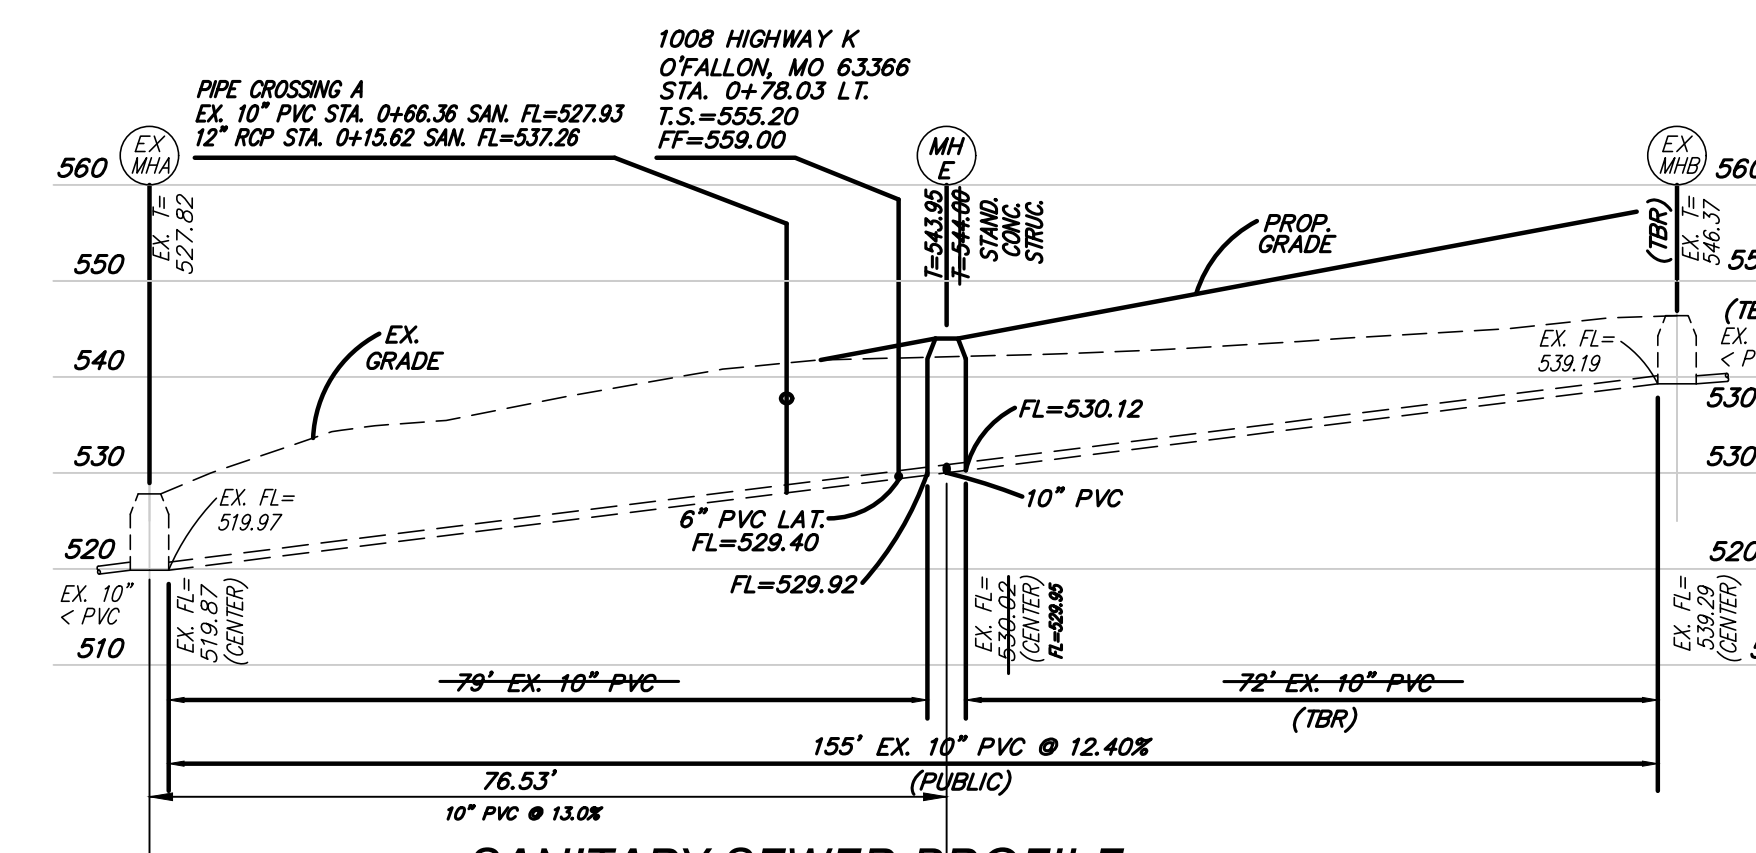 1008 HIGHWAY K
O'FALLON, MO 63366
STA. 0+78.03 LT.
T.S.=555.20
FF=559.00
PIPE CROSSING A
EX. 10" PVC STA. 0+66.36 SAN. FL=527.93
12" RCP STA. 0+15.62 SAN. FL=537.26
EX
MHA
MH
E
EX
MHB
560
560
EX. T=
527.82
T=543.95
T=544.00
STAND.
CONC.
STRUC.
PROP.
GRADE
(TBR)
EX. T=
546.37
550
EX.
GRADE
540
EX. FL=
539.19
EX.
< P
530
FL=530.12
530
530
EX. FL=
519.97
10" PVC
6" PVC LAT.
FL=529.40
FL=529.92
520
520
EX. 10"
< PVC
EX. FL=
519.87
(CENTER)
EX. FL=
530.02
(CENTER)
FL=529.95
EX. FL=
539.29
(CENTER)
510
79' EX. 10" PVC
72' EX. 10" PVC
(TBR)
155' EX. 10" PVC @ 12.40%
(PUBLIC)
76.53'
10" PVC @ 13.0%
SANITARY SEWER PROFILE